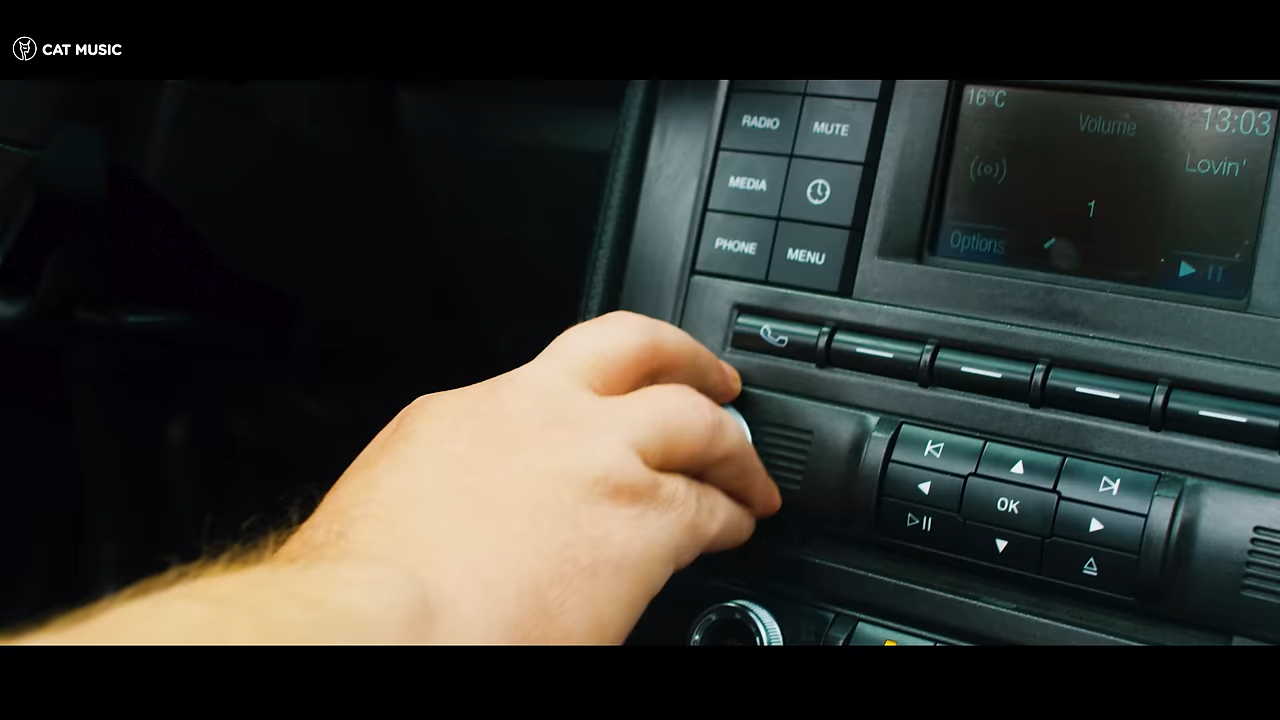 CAT MUSIC
16°C
Volume
13:03
Lovin'
1
Options
RADIO
MUTE
MEDIA
PHONE
MENU
OK